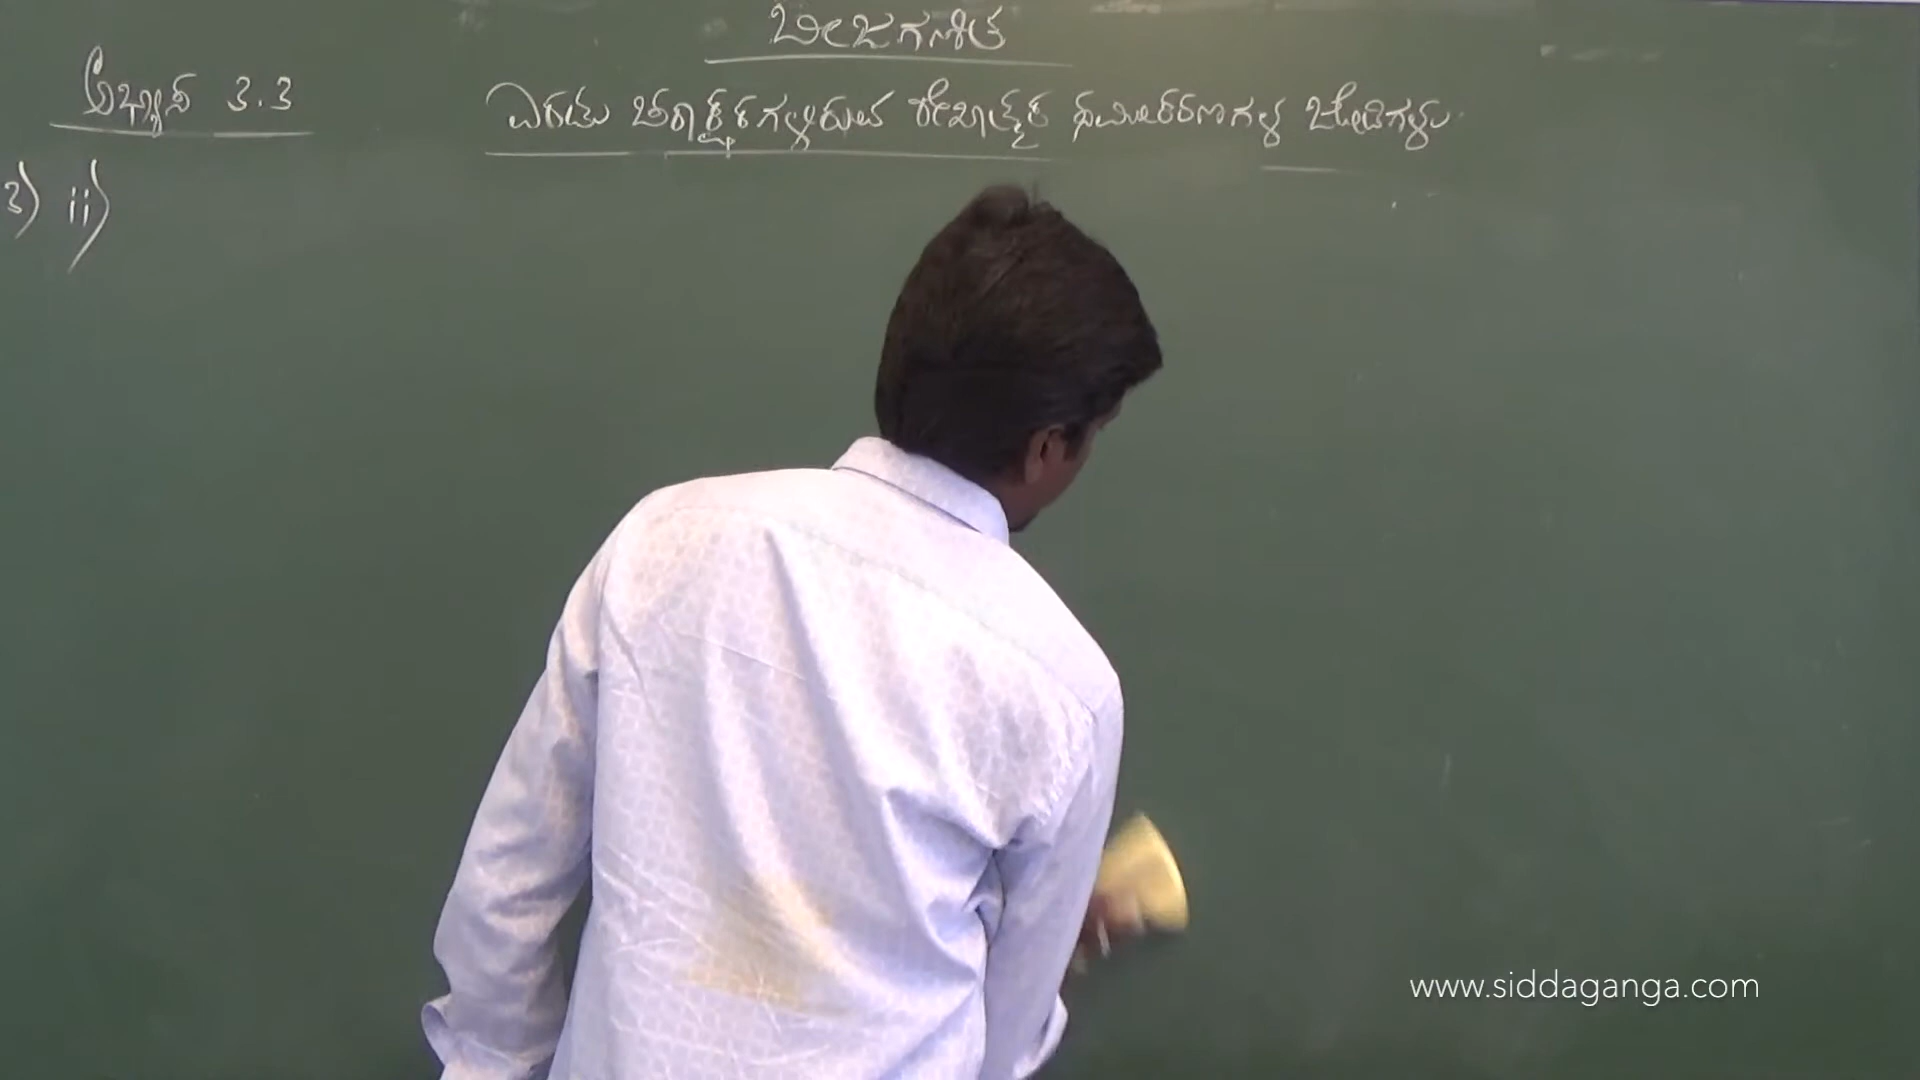 ಬೀಜಗಣಿತ
ಅಭ್ಯಾಸ 3.3
ಎರಡು ಚರಾಕ್ಷರಗಳ್ಳಿರುವ ರೇಖಾತ್ಮಕ ಸಮೀಕರಣಗಳ ಜೋಡಿಗಳು.
3) ii)
www.siddaganga.com